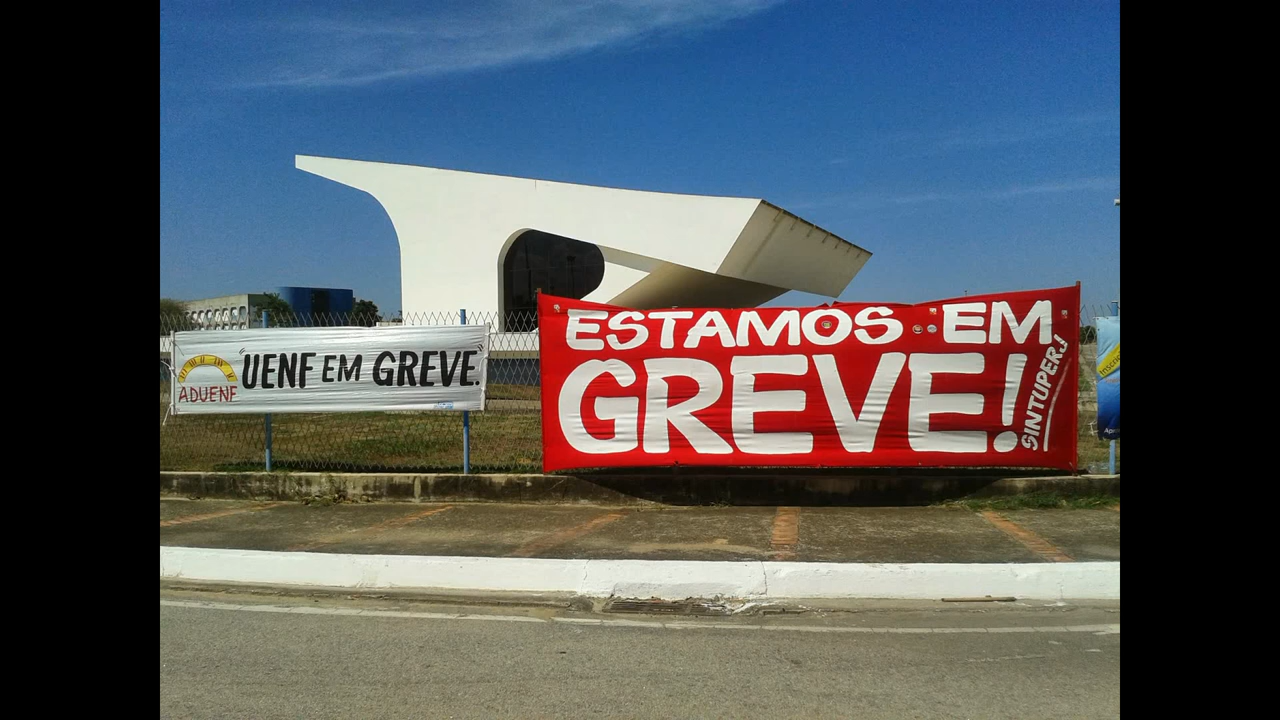 "UENF EM GREVE."
ADUENF
ESTAMOS EM
GREVE!
SINTUPERJ